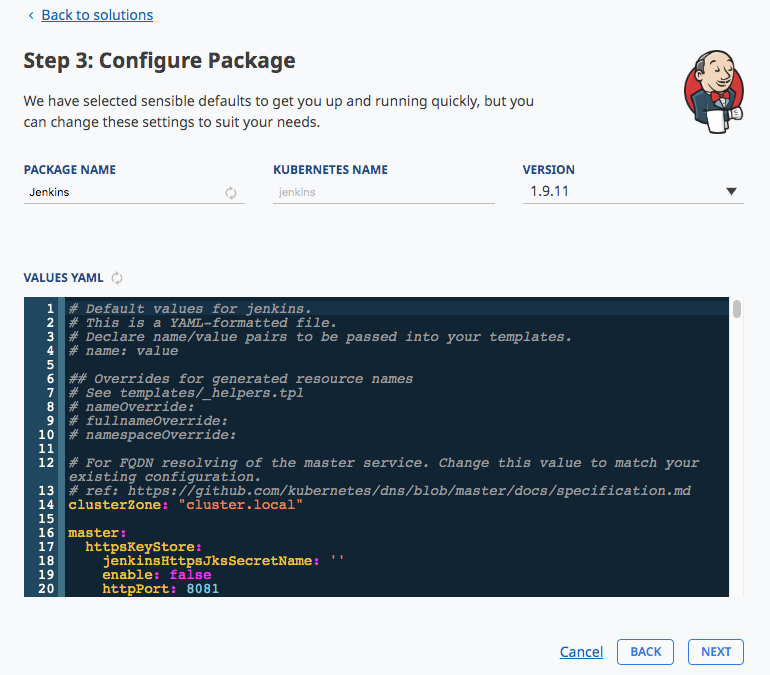 Back to solutions
Step 3: Configure Package
We have selected sensible defaults to get you up and running quickly, but you
can change these settings to suit your needs.
PACKAGE NAME
Jenkins
KUBERNETES NAME
jenkins
VERSION
1.9.11
VALUES YAML
1 # Default values for jenkins.
2 # This is a YAML-formatted file.
3 # Declare name/value pairs to be passed into your templates.
4 # name: value
5
6 ## Overrides for generated resource names
7 # See templates/_helpers.tpl
8 # nameOverride:
9 # fullnameOverride:
10 # namespaceOverride:
11
12 # For FQDN resolving of the master service. Change this value to match your
existing configuration.
13 # ref: https://github.com/kubernetes/dns/blob/master/docs/specification.md
14 clusterZone: "cluster.local"
15
16 master:
17   httpsKeyStore:
18     jenkinsHttpsJksSecretName: ''
19     enable: false
20     httpPort: 8081
Cancel
BACK
NEXT